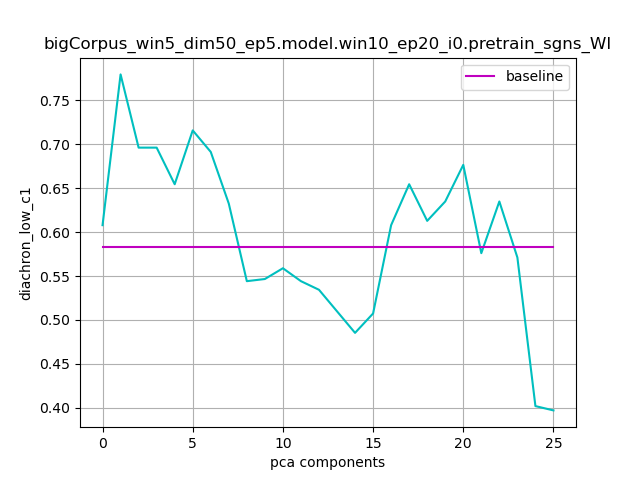 bigCorpus_win5_dim50_ep5.model.win10_ep20_i0.pretrain_sgns_WI
baseline
diachron_low_c1
0.75
0.70
0.65
0.60
0.55
0.50
0.45
0.40
0 5 10 15 20 25
pca components